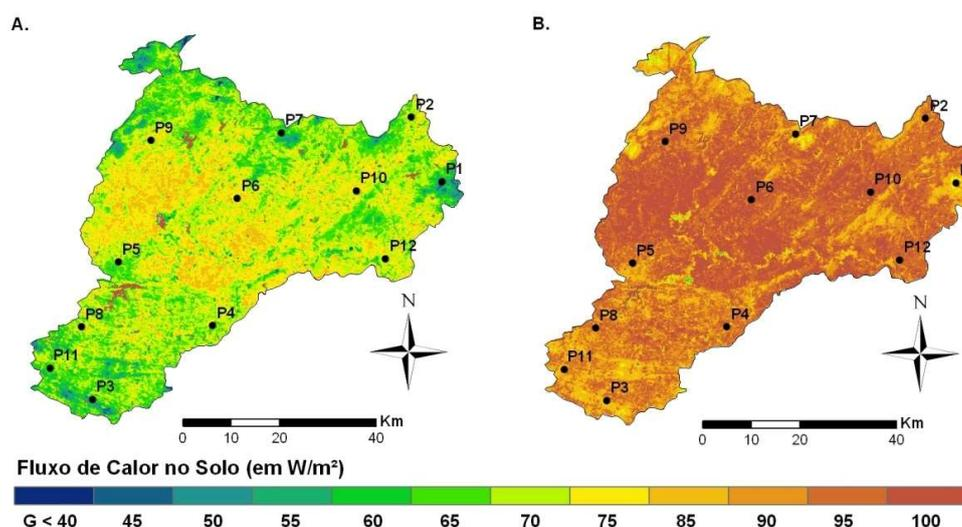 A.
B.
P2
P7
P9
P1
P10
P6
P12
P5
P8
P4
P11
P3
N
Km
0 10 20 40
P2
P7
P9
P10
P6
P12
P5
P8
P4
P11
P3
N
Km
0 10 20 40
Fluxo de Calor no Solo (em W/m²)
G < 40 45 50 55 60 65 70 75 85 90 95 100